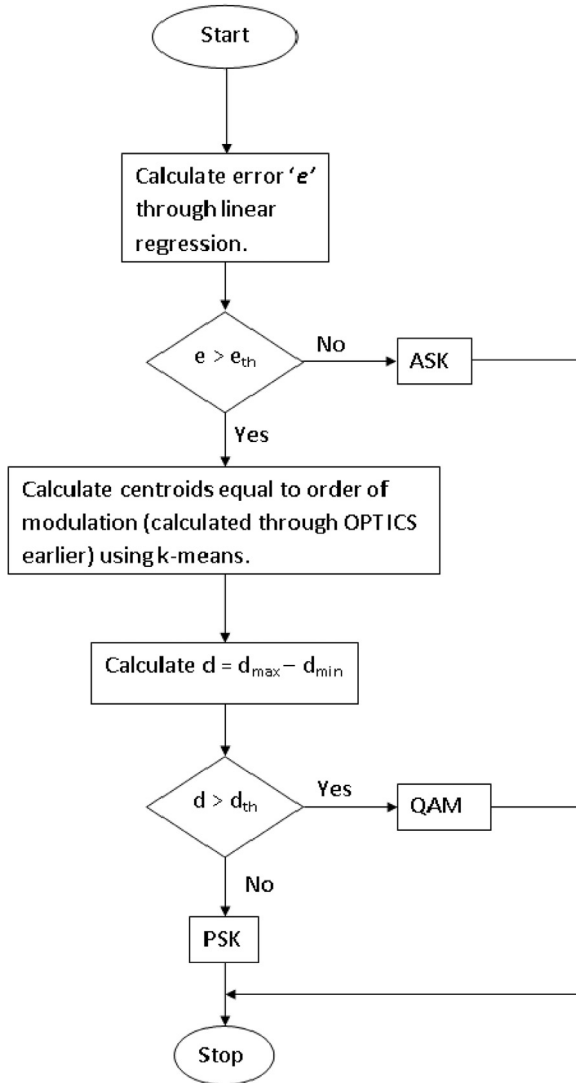 Start
Calculate error ‘e’
through linear
regression.
e > eth
No
ASK
Yes
Calculate centroids equal to order of
modulation (calculated through OPTICS
earlier) using k-means.
Calculate d = dmax – dmin
d > dth
Yes
QAM
No
PSK
Stop